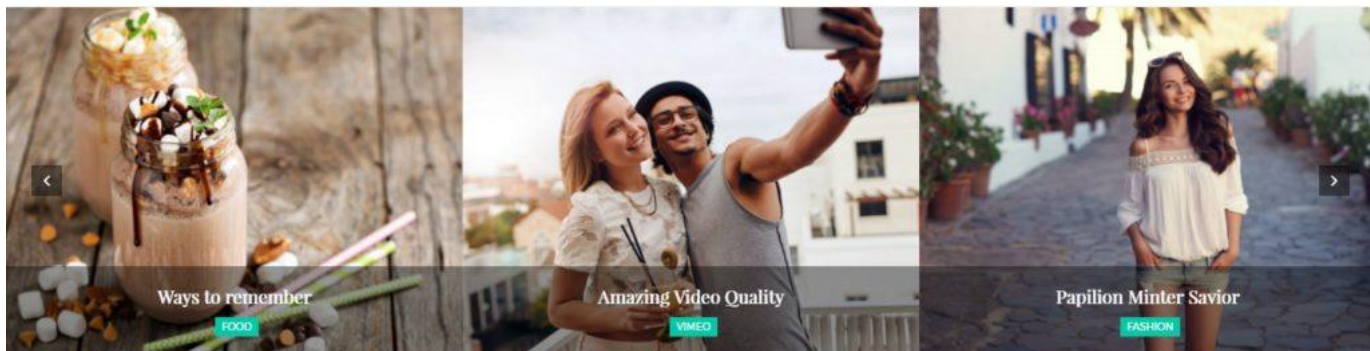 Ways to remember
FOOD
Amazing Video Quality
VIMEO
Papilion Minter Savior
FASHION